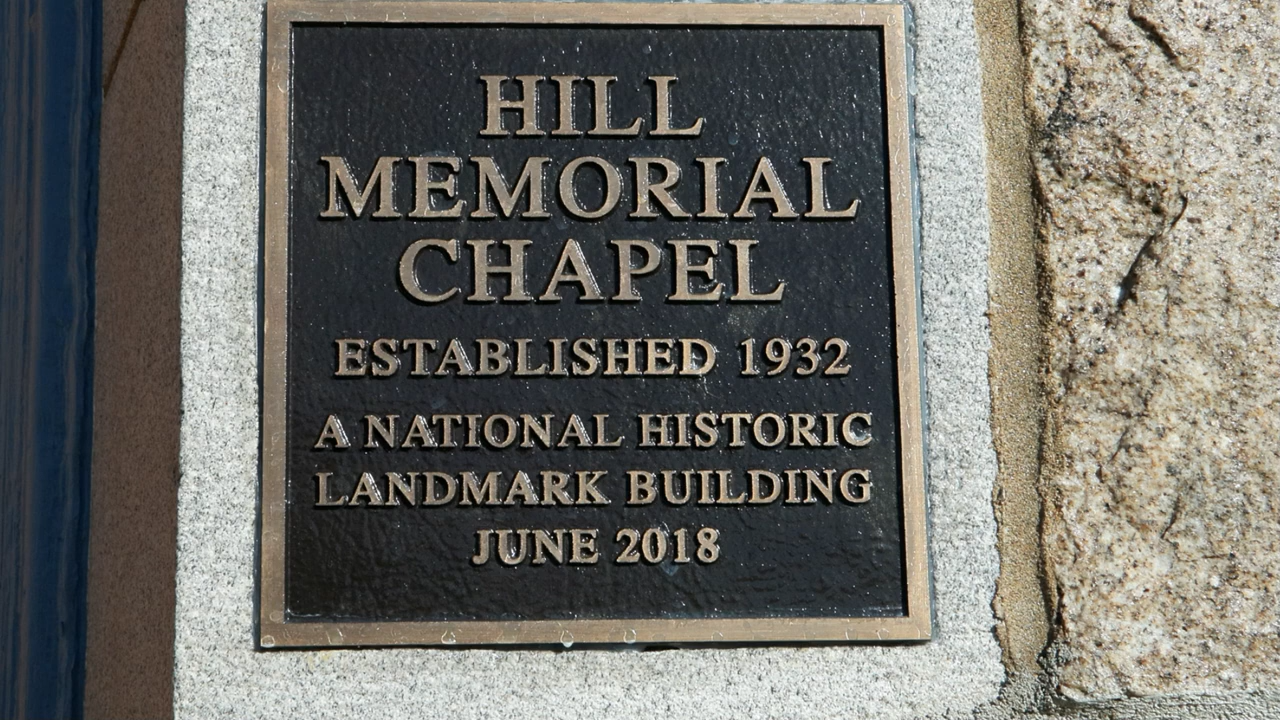 HILL
MEMORIAL
CHAPEL
ESTABLISHED 1932
A NATIONAL HISTORIC
LANDMARK BUILDING
JUNE 2018